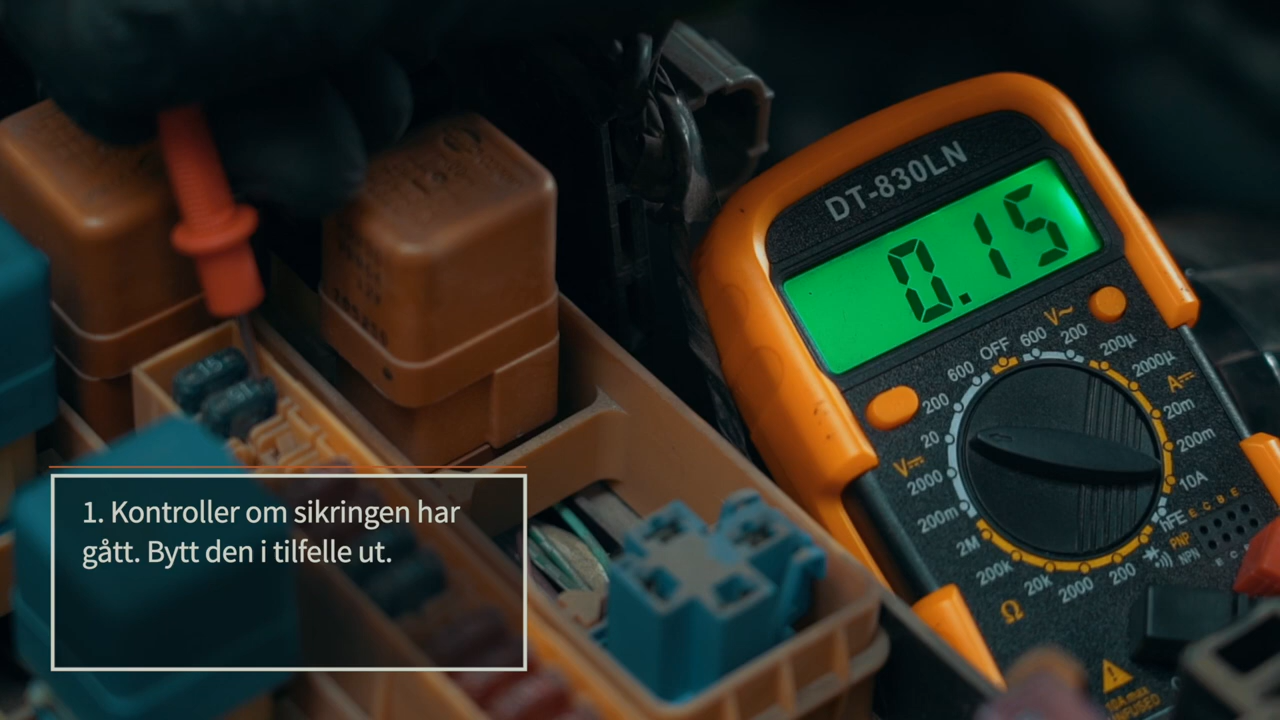 DT-830LN
0.15
OFF
600
V~
600
200
200
200µ
20
2000µ
V
A
2000
20m
200m
200m
2M
10A
200k
hFE
E C B E
20k
PNP
2000
NPN
200
Ω
15
1. Kontroller om sikringen har
gått. Bytt den i tilfelle ut.